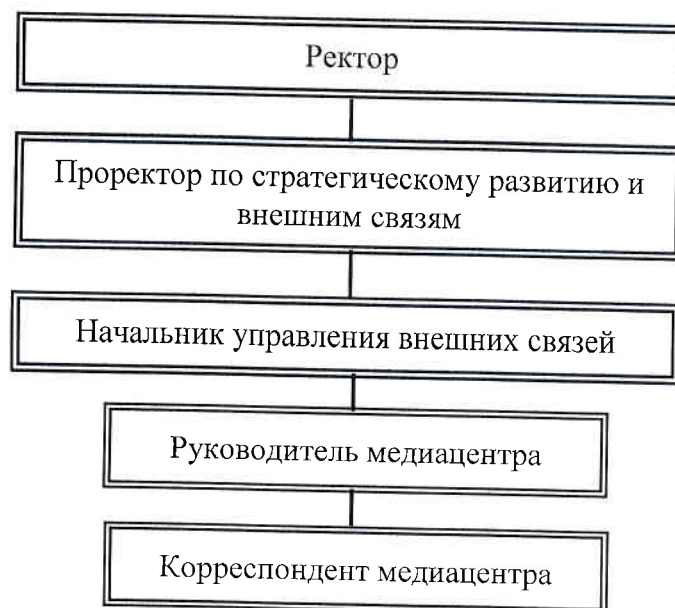 Ректор
Проректор по стратегическому развитию и
внешним связям
Начальник управления внешних связей
Руководитель медиацентра
Корреспондент медиацентра